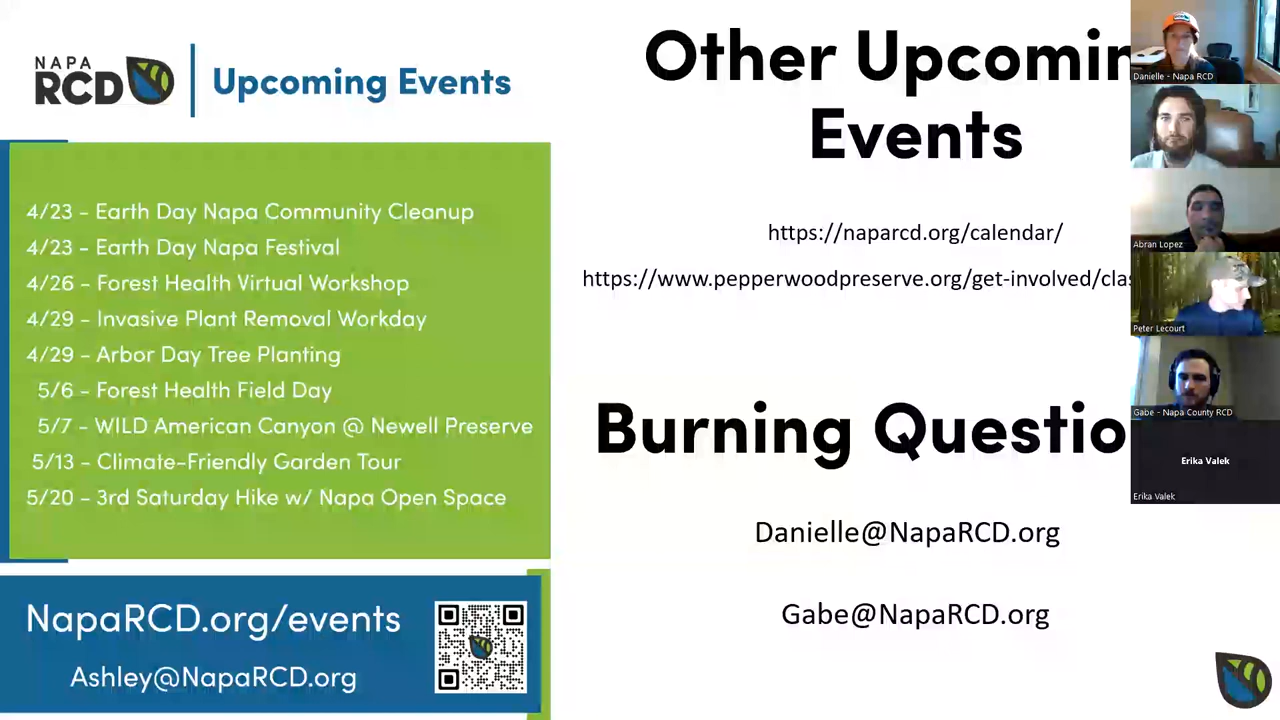 NAPA
RCD
Upcoming Events
4/23 - Earth Day Napa Community Cleanup
4/23 - Earth Day Napa Festival
4/26 - Forest Health Virtual Workshop
4/29 - Invasive Plant Removal Workday
4/29 - Arbor Day Tree Planting
5/6 - Forest Health Field Day
5/7 - WILD American Canyon @ Newell Preserve
5/13 - Climate-Friendly Garden Tour
5/20 - 3rd Saturday Hike w/ Napa Open Space
NapaRCD.org/events
Ashley@NapaRCD.org
Other Upcomin
Events
https://naparcd.org/calendar/
https://www.pepperwoodpreserve.org/get-involved/clas
Burning Questio
Danielle@NapaRCD.org
Gabe@NapaRCD.org
Danielle - Napa RCD
Abran Lopez
Peter Lecourt
Gabe - Napa County RCD
Erika Valek
Erika Valek